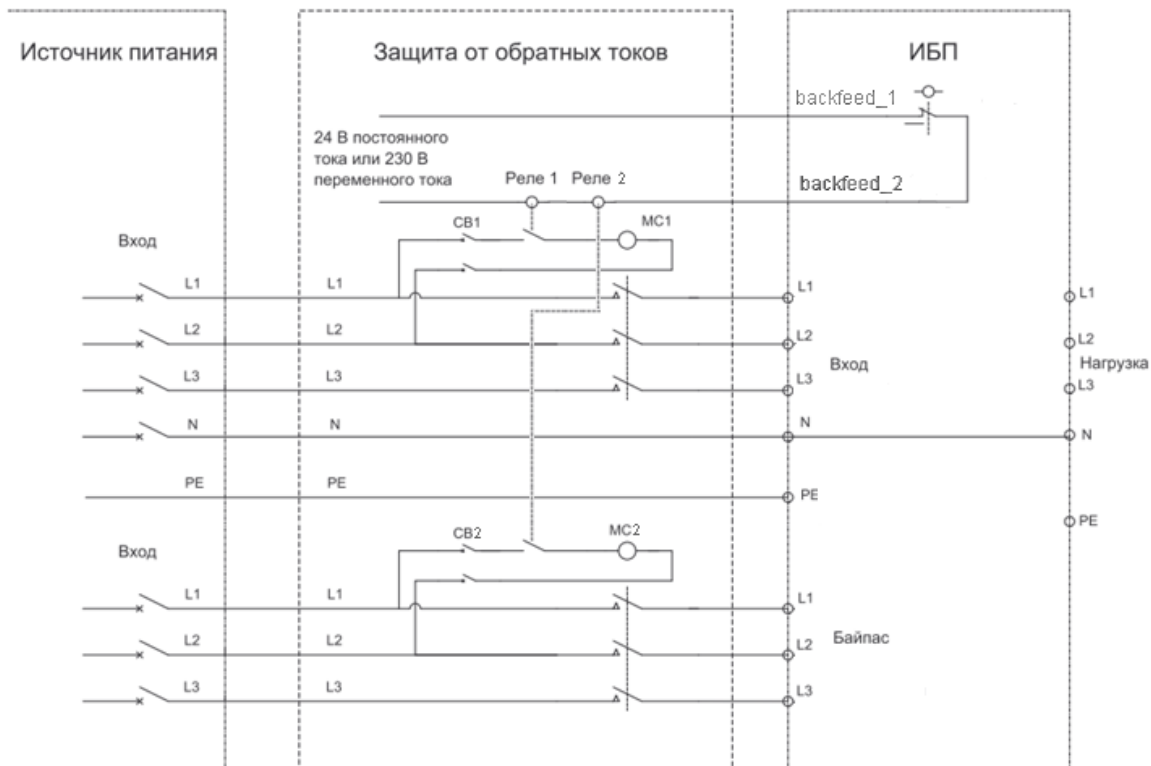 Источник питания
Защита от обратных токов
ИБП
backfeed_1
24 В постоянного
тока или 230 В
переменного тока
Реле 1 Реле 2
backfeed_2
CB1
MC1
Вход
L1
L1
L1
L1
L2
L2
L2
L2
Вход
Нагрузка
L3
L3
L3
L3
N
N
N
N
PE
PE
PE
PE
CB2
MC2
Вход
L1
L1
L1
L2
L2
L2
Байпас
L3
L3
L3